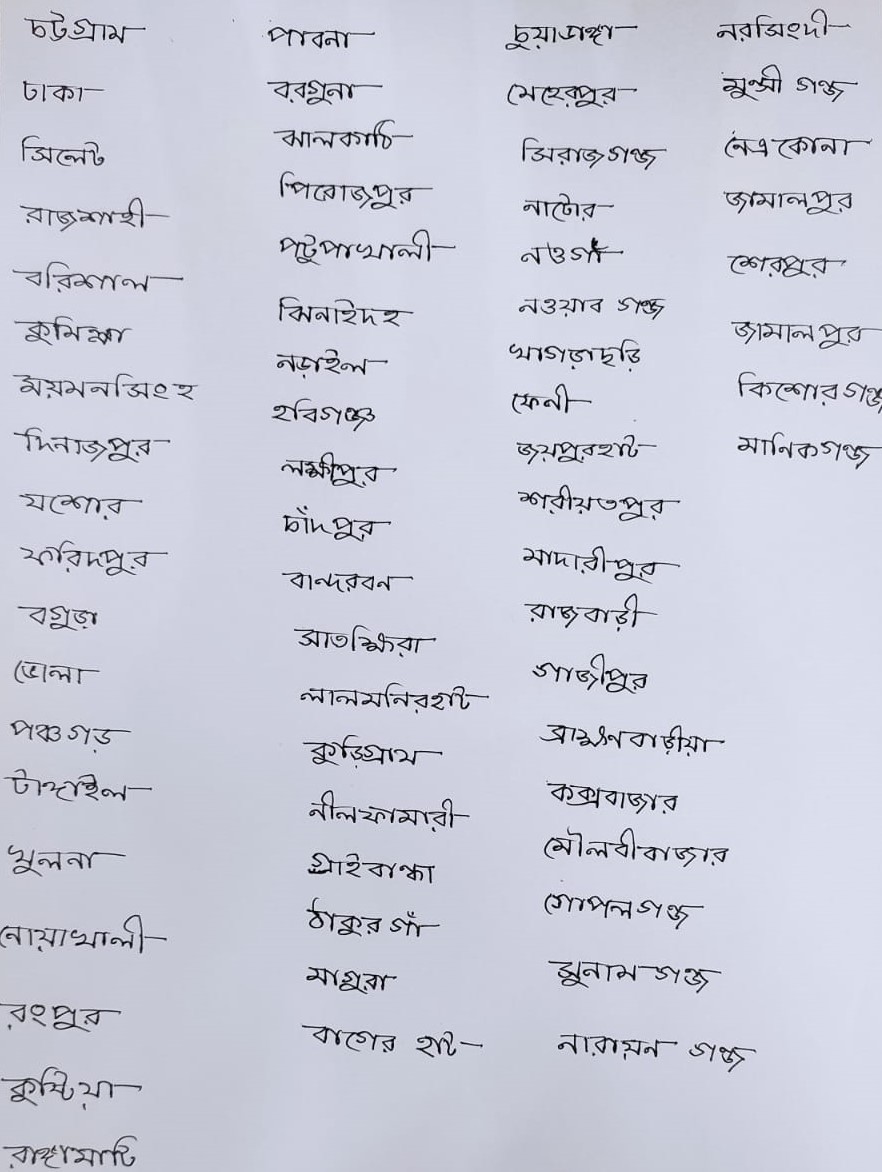 চট্টগ্রাম
ঢাকা
সিলেট
রাজশাহী
বরিশাল
কুমিল্লা
ময়মনসিংহ
দিনাজপুর
যশোর
ফরিদপুর
বগুড়া
ভোলা
পঞ্চগড়
টাঙ্গাইল
খুলনা
নোয়াখালী
রংপুর
কুষ্টিয়া
রাঙ্গামাটি
পাবনা
বরগুনা
ঝালকাঠি
পিরোজপুর
পটুয়াখালী
ঝিনাইদহ
নড়াইল
হবিগঞ্জ
লক্ষীপুর
চাঁদপুর
বান্দরবন
সাতক্ষিরা
লালমনিরহাট
কুড়িগ্রাম
নীলফামারী
গাইবান্ধা
ঠাকুর গাঁ
মাগুরা
বাগের হাট
চুয়াডাঙ্গা
মেহেরপুর
সিরাজগঞ্জ
নাটোর
নওগাঁ
নওয়াব গঞ্জ
খাগড়াছড়ি
ফেনী
জয়পুরহাট
শরীয়তপুর
মাদারীপুর
রাজবাড়ী
গাজীপুর
ব্রাহ্মণবাড়ীয়া
কক্সবাজার
মৌলবীবাজার
গোপলগঞ্জ
সুনামগঞ্জ
নারায়ন গঞ্জ
নরসিংদী
মুন্সী গঞ্জ
নেত্রকোনা
জামালপুর
শেরপুর
জামালপুর
কিশোরগঞ্জ
মানিকগঞ্জ